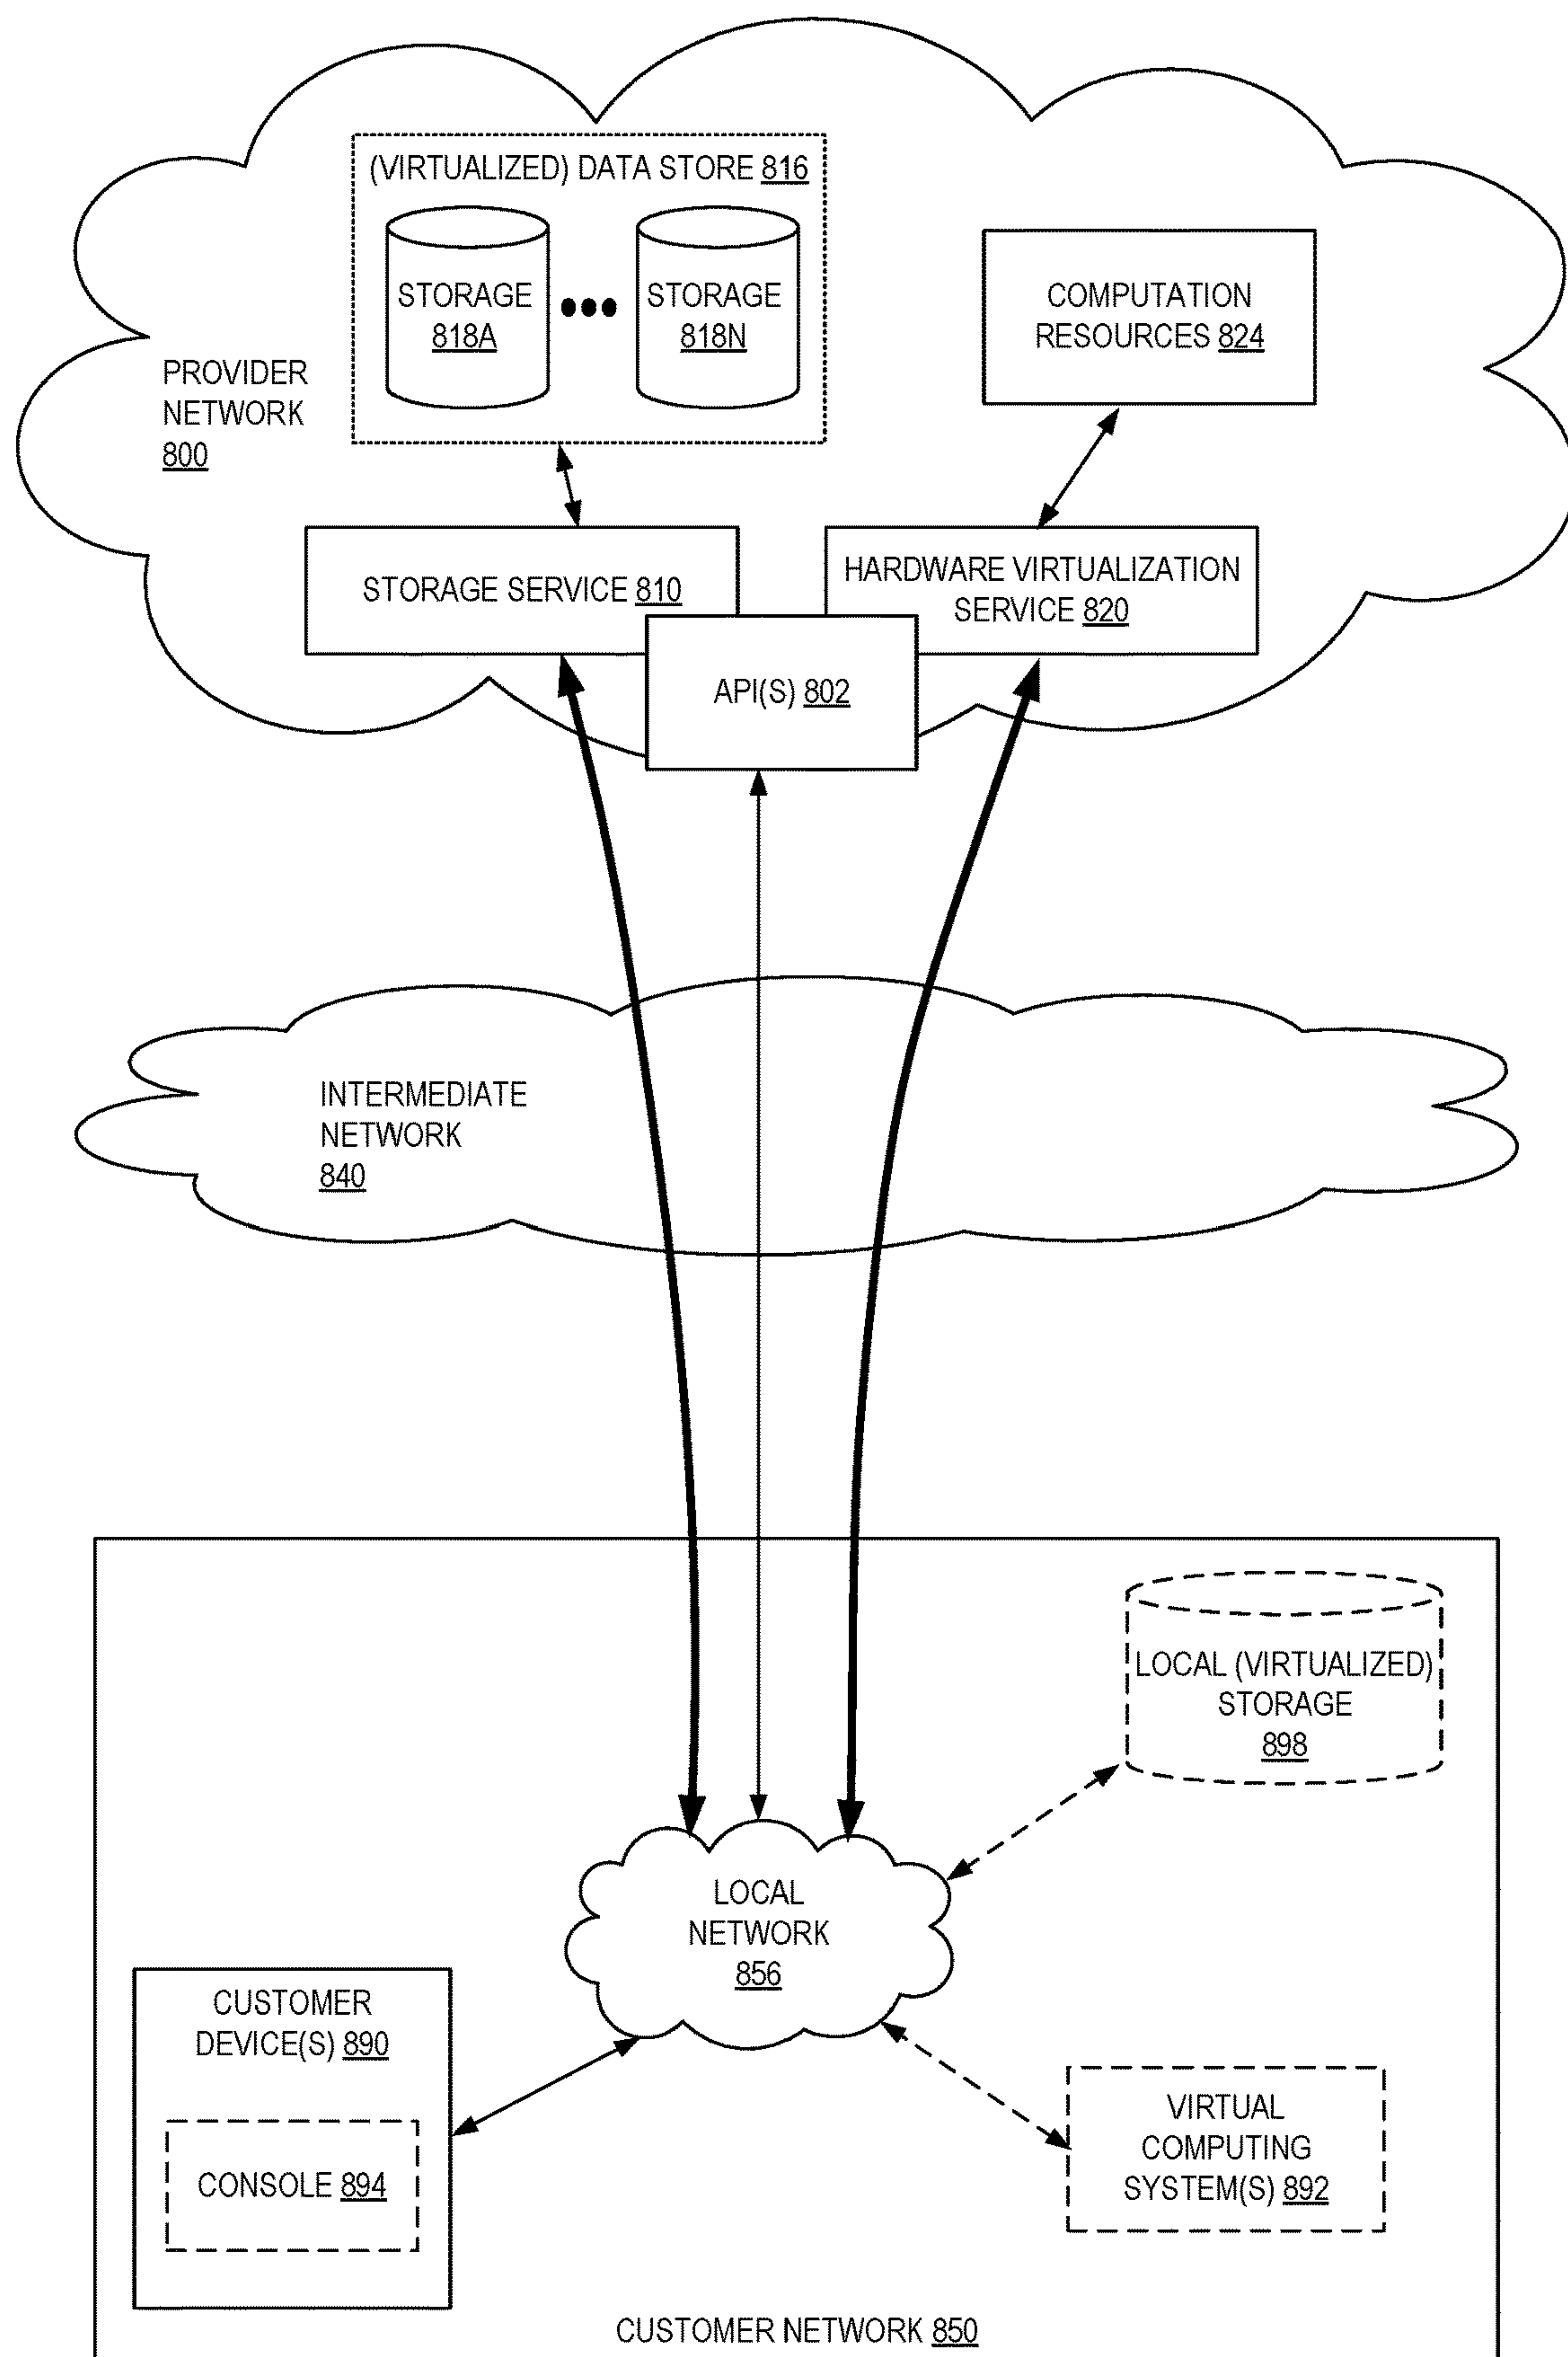 (VIRTUALIZED) DATA STORE 816
STORAGE
818A
STORAGE
818N
COMPUTATION
RESOURCES 824
PROVIDER
NETWORK
800
STORAGE SERVICE 810
HARDWARE VIRTUALIZATION
SERVICE 820
API(S) 802
INTERMEDIATE
NETWORK
840
LOCAL (VIRTUALIZED)
STORAGE
898
LOCAL
NETWORK
856
CUSTOMER
DEVICE(S) 890
CONSOLE 894
VIRTUAL
COMPUTING
SYSTEM(S) 892
CUSTOMER NETWORK 850